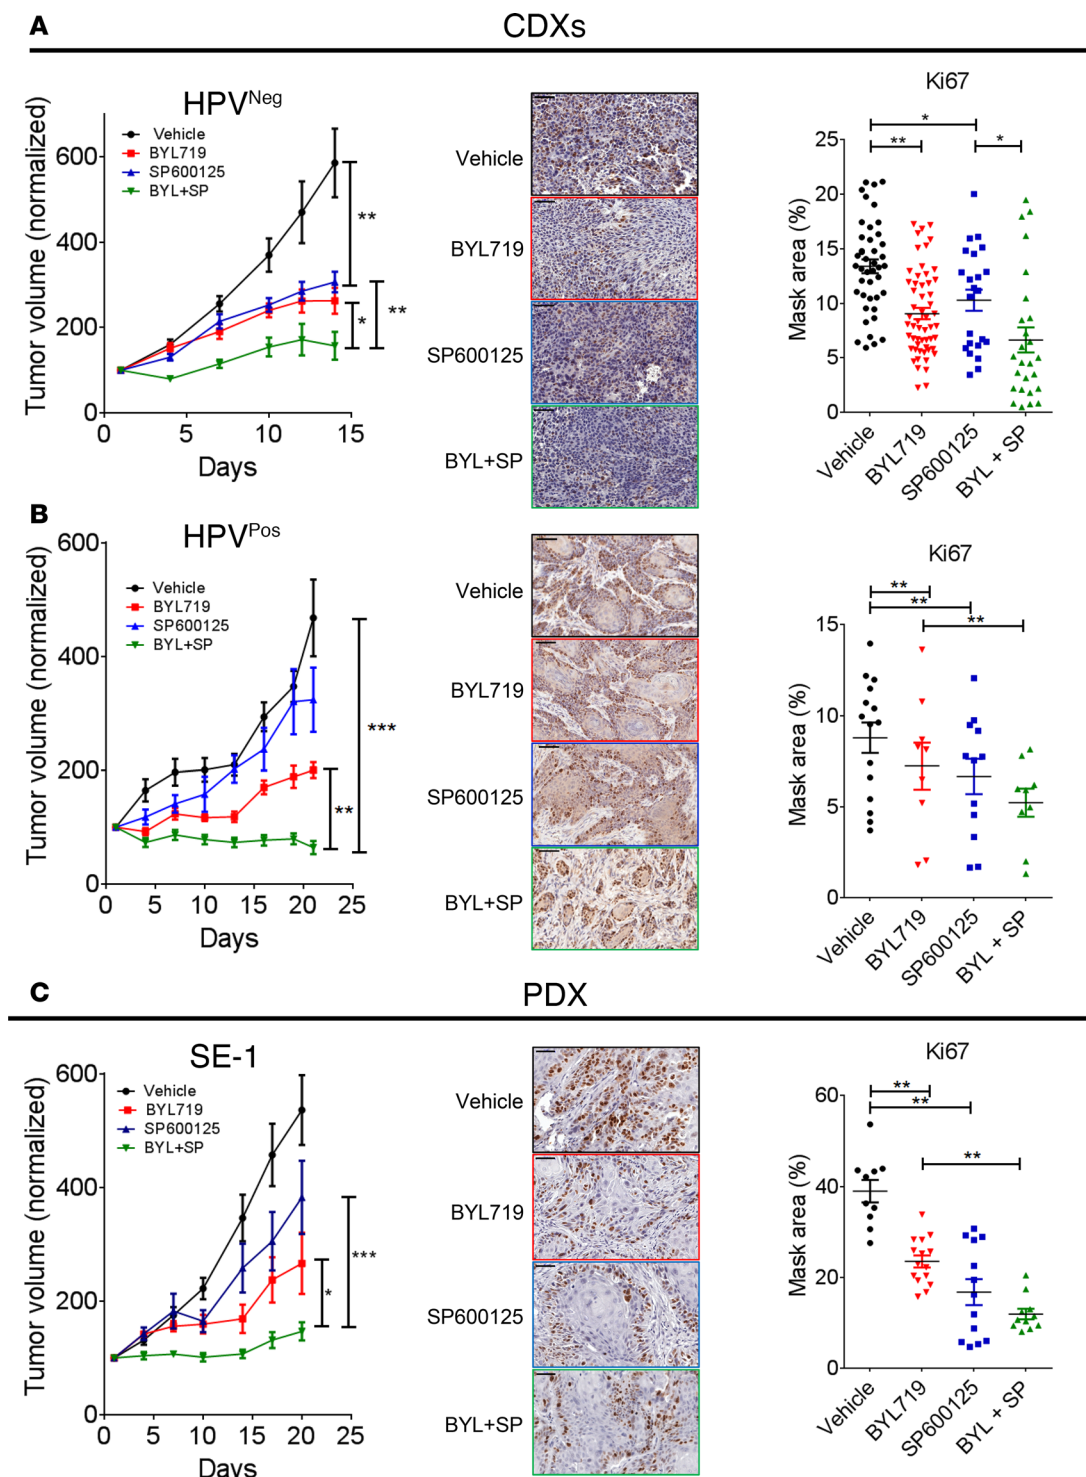 A
CDXs
HPV^Neg
Vehicle
BYL719
SP600125
BYL+SP
Tumor volume (normalized)
600
400
200
0
0 5 10 15
Days
**
*
**
Vehicle
BYL719
SP600125
BYL+SP
Ki67
*
** *
Mask area (%)
25
20
15
10
5
0
Vehicle
BYL719
SP600125
BYL + SP
B
HPV^Pos
Vehicle
BYL719
SP600125
BYL+SP
Tumor volume (normalized)
600
400
200
0
0 5 10 15 20 25
Days
***
**
Vehicle
BYL719
SP600125
BYL+SP
Ki67
**
**
**
Mask area (%)
15
10
5
0
Vehicle
BYL719
SP600125
BYL + SP
C
PDX
SE-1
Vehicle
BYL719
SP600125
BYL+SP
Tumor volume (normalized)
600
400
200
0
0 5 10 15 20 25
Days
***
*
Vehicle
BYL719
SP600125
BYL+SP
Ki67
**
**
**
Mask area (%)
60
40
20
0
Vehicle
BYL719
SP600125
BYL + SP